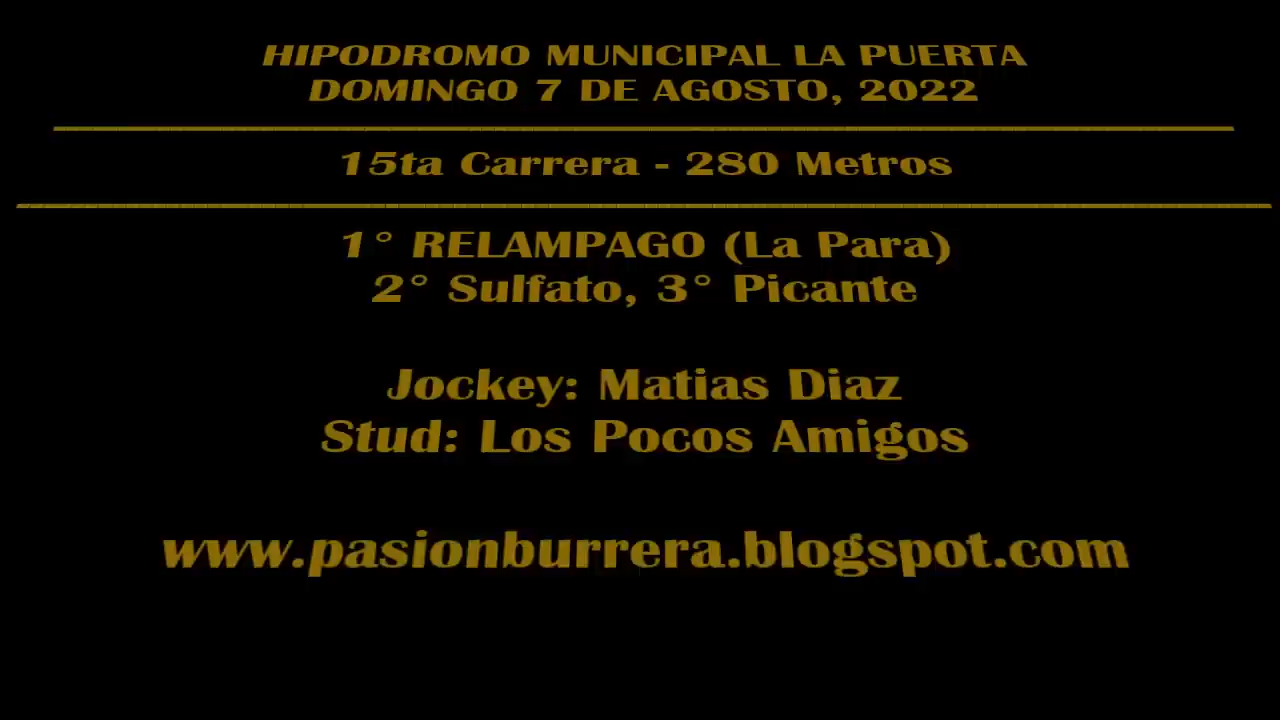 HIPODROMO MUNICIPAL LA PUERTA
DOMINGO 7 DE AGOSTO, 2022
15ta Carrera - 280 Metros
1° RELAMPAGO (La Para)
2° Sulfato, 3° Picante
Jockey: Matias Diaz
Stud: Los Pocos Amigos
www.pasionburrera.blogspot.com